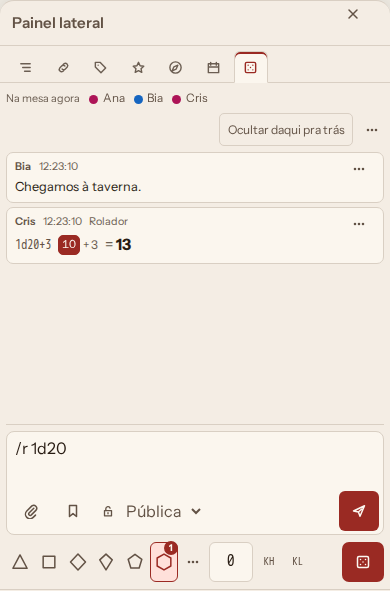 Painel lateral
Na mesa agora Ana Bia Cris
Ocultar daqui pra trás
Bia 12:23:10
Chegamos à taverna.
Cris 12:23:10 Rolador
1d20+3 10 +3 =13
/r 1d20
Pública
1
0 KH KL